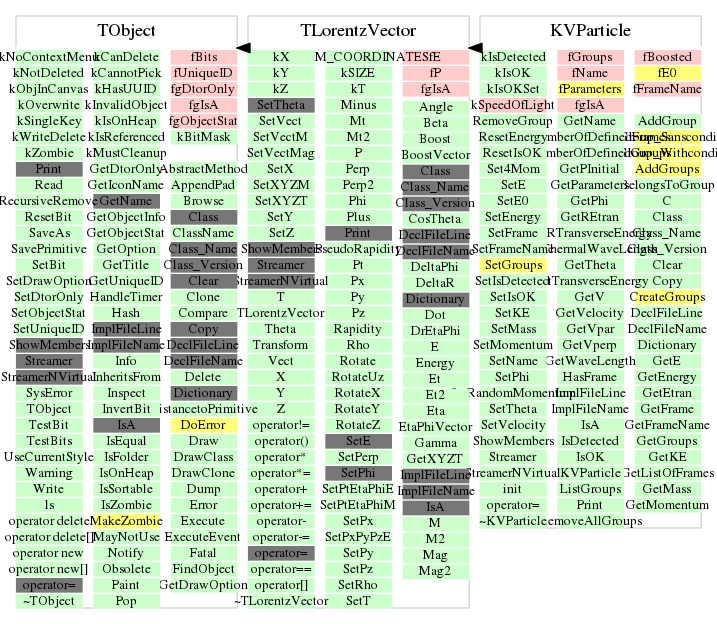 TObject
kNoContextMenu
kNotDeleted
kObjInCanvas
kOverwrite
kSingleKey
kWriteDelete
kZombie
Print
Read
RecursiveRemove
ResetBit
SaveAs
SavePrimitive
SetBit
SetDrawOption
SetDtorOnly
SetObjectStat
SetUniqueID
ShowMembers
Streamer
StreamerNVirtual
SysError
TObject
TestBit
TestBits
UseCurrentStyle
Warning
Write
ls
operator delete
operator delete[]
operator new
operator new[]
operator=
~TObject
kCanDelete
kCannotPick
kHasUUID
kInvalidObject
kIsOnHeap
kIsReferenced
kMustCleanup
GetDtorOnly
GetIconName
GetName
GetObjectInfo
GetObjectStat
GetOption
GetTitle
GetUniqueID
HandleTimer
Hash
ImplFileLine
ImplFileName
Info
InheritsFrom
Inspect
InvertBit
IsA
IsEqual
IsFolder
IsOnHeap
IsSortable
IsZombie
MakeZombie
MayNotUse
Notify
Obsolete
Paint
Pop
fBits
fUniqueID
fgDtorOnly
fgIsA
fgObjectStat
kBitMask
AbstractMethod
AppendPad
Browse
Class
ClassName
Class_Name
Class_Version
Clear
Clone
Compare
Copy
DeclFileLine
DeclFileName
Delete
Dictionary
istancetoPrimitive
DoError
Draw
DrawClass
DrawClone
Dump
Error
Execute
ExecuteEvent
Fatal
FindObject
GetDrawOption
TLorentzVector
kX
kY
kZ
SetTheta
SetVect
SetVectM
SetVectMag
SetX
SetXYZM
SetXYZT
SetY
SetZ
ShowMembers
Streamer
StreamerNVirtual
T
TLorentzVector
Theta
Transform
Vect
X
Y
Z
operator!=
operator()
operator*
operator*=
operator+
operator+=
operator-
operator-=
operator=
operator==
operator[]
~TLorentzVector
M_COORDINATES
kSIZE
kT
Minus
Mt
Mt2
P
Perp
Perp2
Phi
Plus
Print
PseudoRapidity
Pt
Px
Py
Pz
Rapidity
Rho
Rotate
RotateUz
RotateX
RotateY
RotateZ
SetE
SetPerp
SetPhi
SetPtEtaPhiE
SetPtEtaPhiM
SetPx
SetPxPyPzE
SetPy
SetPz
SetRho
SetT
fE
fP
fgIsA
Angle
Beta
Boost
BoostVector
Class
Class_Name
Class_Version
CosTheta
DeclFileLine
DeclFileName
DeltaPhi
DeltaR
Dictionary
Dot
DrEtaPhi
E
Energy
Et
Et2
Eta
EtaPhiVector
Gamma
GetXYZT
ImplFileLine
ImplFileName
IsA
M
M2
Mag
Mag2
KVParticle
kIsDetected
kIsOK
kIsOKSet
kSpeedOfLight
RemoveGroup
ResetEnergy
ResetIsOK
Set4Mom
SetE
SetE0
SetEnergy
SetFrame
SetFrameName
SetGroups
SetIsDetected
SetIsOK
SetKE
SetMass
SetMomentum
SetName
SetPhi
RandomMomentum
SetTheta
SetVelocity
ShowMembers
Streamer
StreamerNVirtual
init
operator=
~KVParticle
fGroups
fName
fParameters
fgIsA
GetName
GetPInitial
GetParameters
GetPhi
GetREtran
RTransverseEnergy
GetTheta
GetV
GetVelocity
GetVpar
GetVperp
GetWaveLength
HasFrame
ImplFileLine
ImplFileName
IsA
IsDetected
IsOK
KVParticle
ListGroups
Print
emoveAllGroups
fBoosted
fE0
fFrameName
AddGroup
AddGroups
BelongsToGroup
C
Class
Class_Name
Class_Version
Clear
Copy
CreateGroups
DeclFileLine
DeclFileName
Dictionary
GetE
GetEnergy
GetEtran
GetFrame
GetFrameName
GetGroups
GetKE
GetListOfFrames
GetMass
GetMomentum